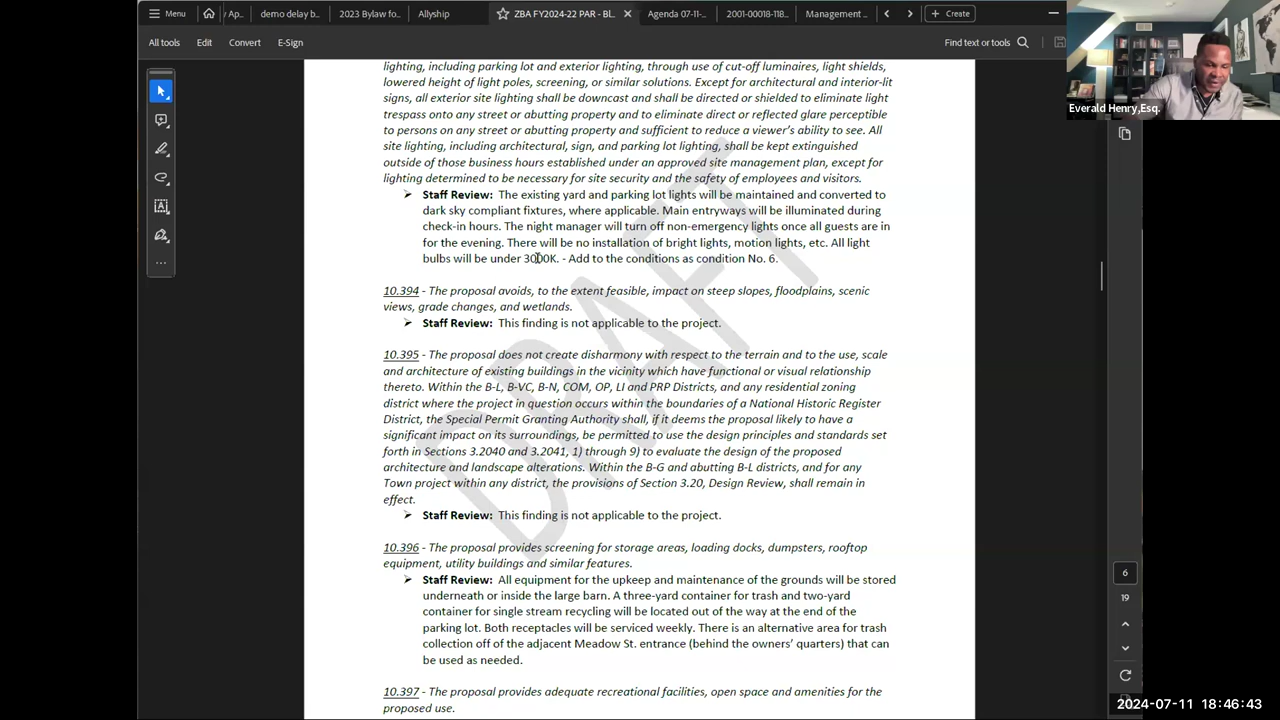 Menu
y Ap...
demo delay b...
2023 Bylaw fo...
Allyship
ZBA FY2024-22 PAR - BL...
Agenda 07-11-...
2001-00018-118...
Management ...
Create
All tools
Edit
Convert
E-Sign
Find text or tools
Everald Henry,Esq.
lighting, including parking lot and exterior lighting, through use of cut-off luminaires, light shields,
lowered height of light poles, screening, or similar solutions. Except for architectural and interior-lit
signs, all exterior site lighting shall be downcast and shall be directed or shielded to eliminate light
trespass onto any street or abutting property and to eliminate direct or reflected glare perceptible
to persons on any street or abutting property and sufficient to reduce a viewer's ability to see. All
site lighting, including architectural, sign, and parking lot lighting, shall be kept extinguished
outside of those business hours established under an approved site management plan, except for
lighting determined to be necessary for site security and the safety of employees and visitors.
Staff Review: The existing yard and parking lot lights will be maintained and converted to
dark sky compliant fixtures, where applicable. Main entryways will be illuminated during
check-in hours. The night manager will turn off non-emergency lights once all guests are in
for the evening. There will be no installation of bright lights, motion lights, etc. All light
bulbs will be under 3000K. - Add to the conditions as condition No. 6.
10.394 - The proposal avoids, to the extent feasible, impact on steep slopes, floodplains, scenic
views, grade changes, and wetlands.
Staff Review: This finding is not applicable to the project.
10.395 - The proposal does not create disharmony with respect to the terrain and to the use, scale
and architecture of existing buildings in the vicinity which have functional or visual relationship
thereto. Within the B-L, B-VC, B-N, COM, OP, LI and PRP Districts, and any residential zoning
district where the project in question occurs within the boundaries of a National Historic Register
District, the Special Permit Granting Authority shall, if it deems the proposal likely to have a
significant impact on its surroundings, be permitted to use the design principles and standards set
forth in Sections 3.2040 and 3.2041, 1) through 9) to evaluate the design of the proposed
architecture and landscape alterations. Within the B-G and abutting B-L districts, and for any
Town project within any district, the provisions of Section 3.20, Design Review, shall remain in
effect.
Staff Review: This finding is not applicable to the project.
10.396 - The proposal provides screening for storage areas, loading docks, dumpsters, rooftop
equipment, utility buildings and similar features.
Staff Review: All equipment for the upkeep and maintenance of the grounds will be stored
underneath or inside the large barn. A three-yard container for trash and two-yard
container for single stream recycling will be located out of the way at the end of the
parking lot. Both receptacles will be serviced weekly. There is an alternative area for trash
collection off of the adjacent Meadow St. entrance (behind the owners' quarters) that can
be used as needed.
10.397 - The proposal provides adequate recreational facilities, open space and amenities for the
proposed use.
DRAFT
6
19
2024-07-11 18:46:43